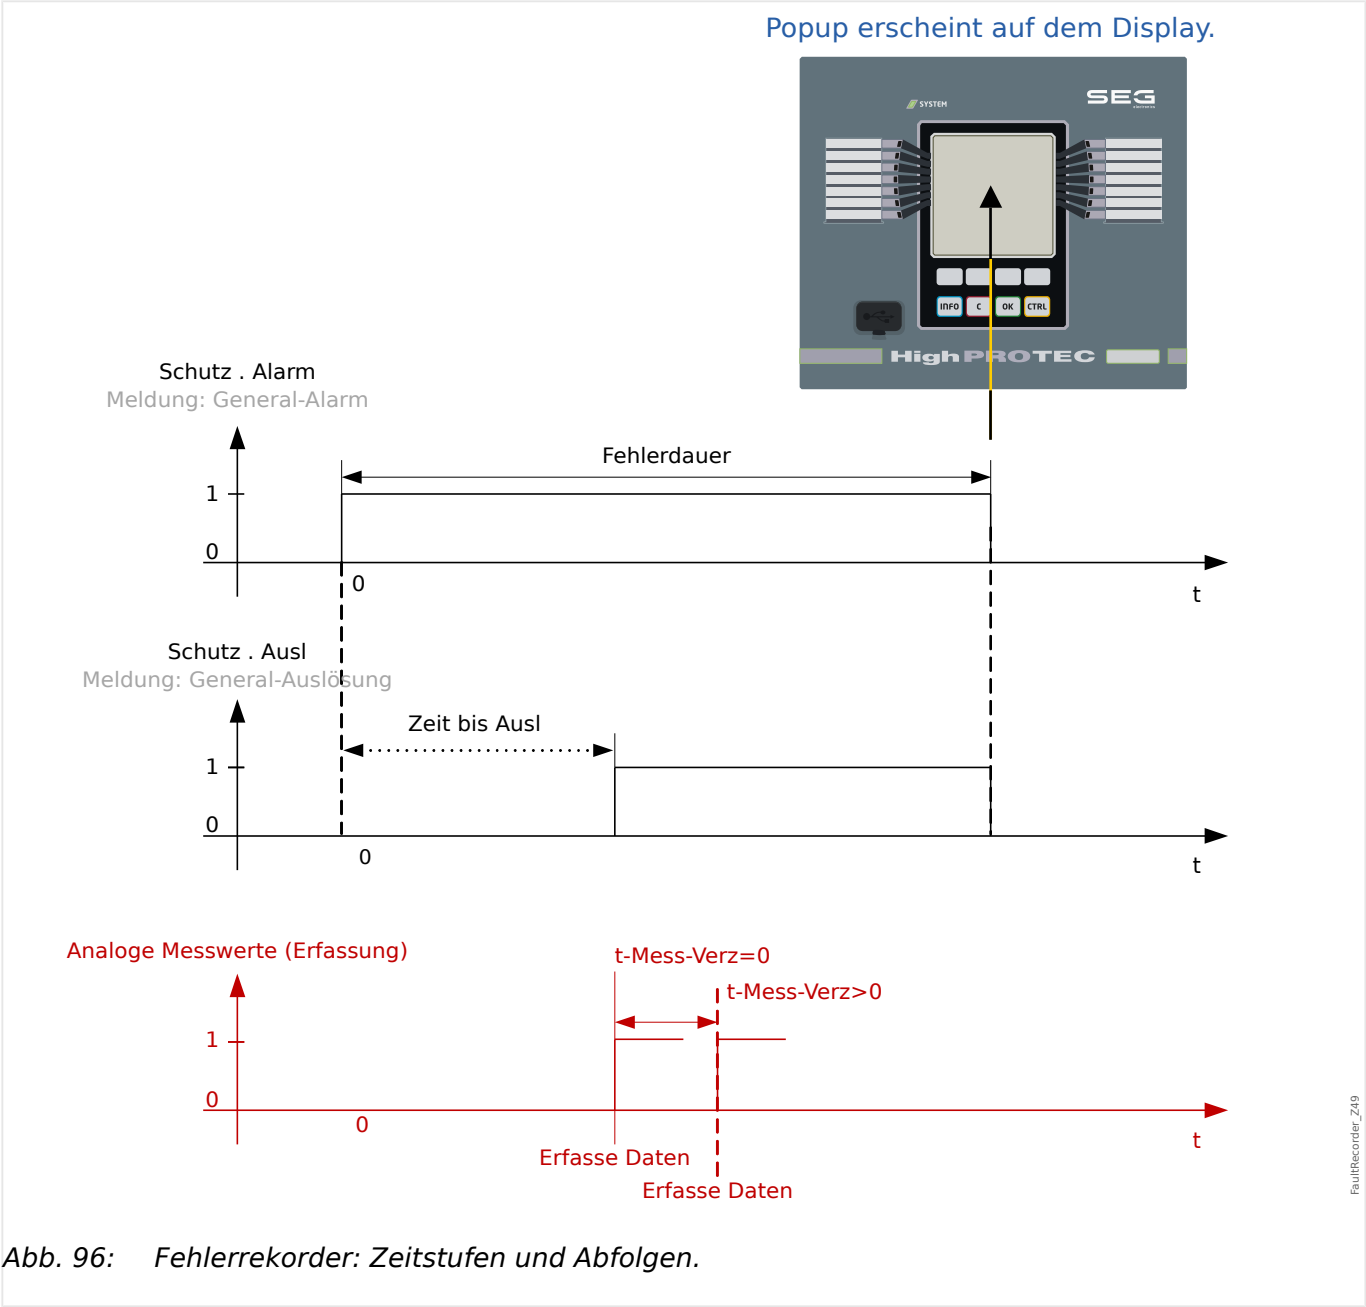 Popup erscheint auf dem Display.
SYSTEM
SEG
electronics
INFO
C
OK
CTRL
HighPROTEC
Schutz . Alarm
Meldung: General-Alarm
Fehlerdauer
1
0
0
t
Schutz . Ausl
Meldung: General-Auslösung
Zeit bis Ausl
1
0
0
t
Analoge Messwerte (Erfassung)
t-Mess-Verz=0
t-Mess-Verz>0
1
0
0
t
Erfasse Daten
Erfasse Daten
FaultRecorder_Z49
Abb. 96: Fehlerrekorder: Zeitstufen und Abfolgen.